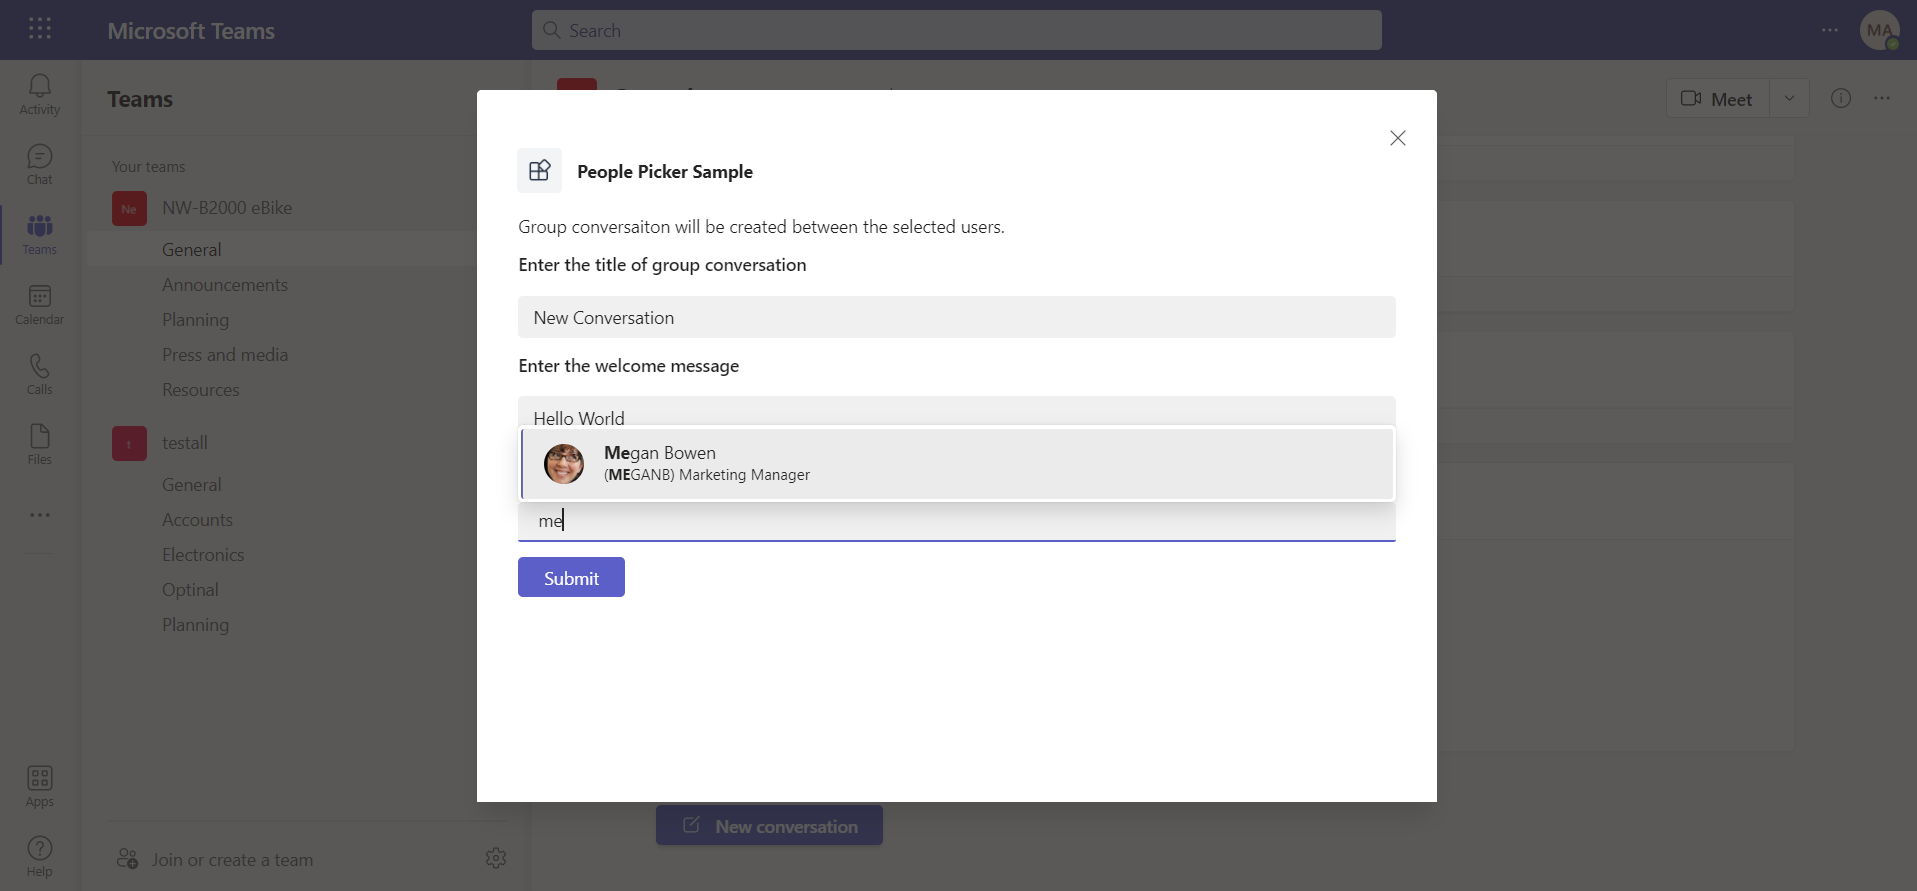 Microsoft Teams
Search
MA
Activity
Chat
Teams
Calendar
Calls
Files
Apps
Help
Teams
Your teams
Ne
NW-B2000 eBike
General
Announcements
Planning
Press and media
Resources
t
testall
General
Accounts
Electronics
Optinal
Planning
Join or create a team
Meet
People Picker Sample
Group conversaiton will be created between the selected users.
Enter the title of group conversation
New Conversation
Enter the welcome message
Hello World
Megan Bowen
(MEGANB) Marketing Manager
me
Submit
New conversation